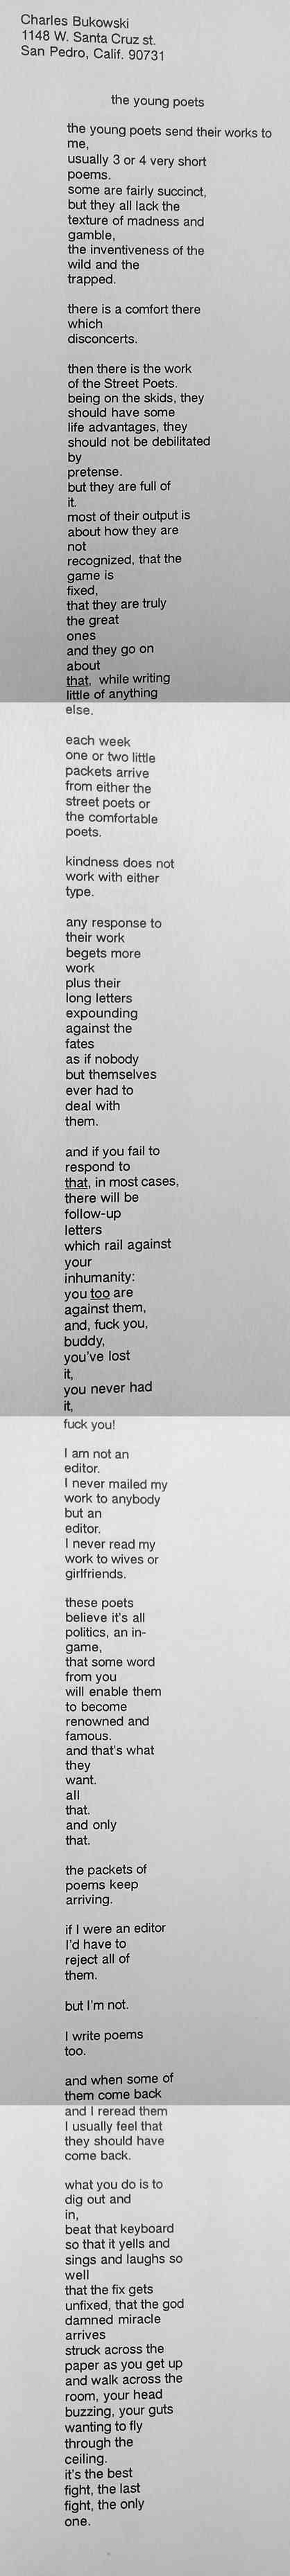 Charles Bukowski
1148 W. Santa Cruz st.
San Pedro, Calif. 90731
the young poets
the young poets send their works to
me,
usually 3 or 4 very short
poems.
some are fairly succinct,
but they all lack the
texture of madness and
gamble,
the inventiveness of the
wild and the
trapped.
there is a comfort there
which
disconcerts.
then there is the work
of the Street Poets.
being on the skids, they
should have some
life advantages, they
should not be debilitated
by
pretense.
but they are full of
it.
most of their output is
about how they are
not
recognized, that the
game is
fixed,
that they are truly
the great
ones
and they go on
about
that, while writing
little of anything
else.
each week
one or two little
packets arrive
from either the
street poets or
the comfortable
poets.
kindness does not
work with either
type.
any response to
their work
begets more
work
plus their
long letters
expounding
against the
fates
as if nobody
but themselves
ever had to
deal with
them.
and if you fail to
respond to
that, in most cases,
there will be
follow-up
letters
which rail against
your
inhumanity:
you too are
against them,
and, fuck you,
buddy,
you've lost
it,
you never had
it,
fuck you!
I am not an
editor.
I never mailed my
work to anybody
but an
editor.
I never read my
work to wives or
girlfriends.
these poets
believe it's all
politics, an in-
game,
that some word
from you
will enable them
to become
renowned and
famous.
and that's what
they
want.
all
that.
and only
that.
the packets of
poems keep
arriving.
if I were an editor
I'd have to
reject all of
them.
but I'm not.
I write poems
too.
and when some of
them come back
and I reread them
I usually feel that
they should have
come back.
what you do is to
dig out and
in,
beat that keyboard
so that it yells and
sings and laughs so
well
that the fix gets
unfixed, that the god
damned miracle
arrives
struck across the
paper as you get up
and walk across the
room, your head
buzzing, your guts
wanting to fly
through the
ceiling.
it's the best
fight, the last
fight, the only
one.